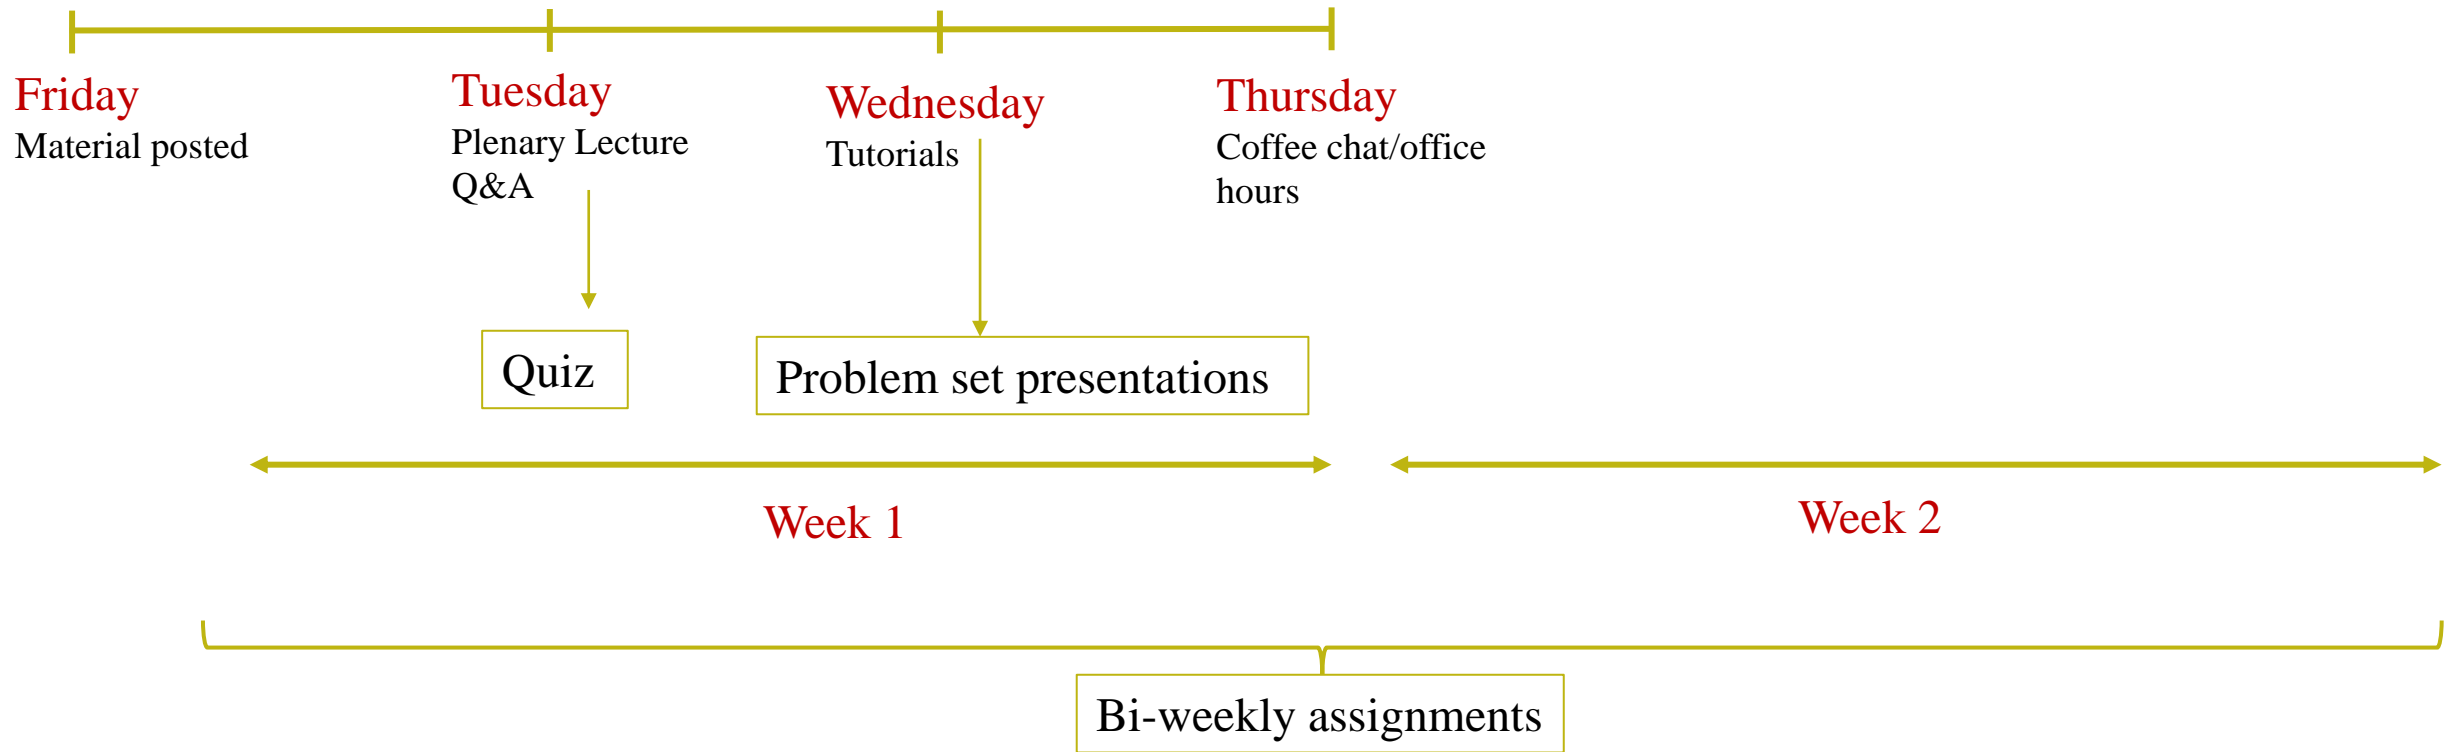 Friday
Material posted
Tuesday
Plenary Lecture
Q&A
Wednesday
Tutorials
Thursday
Coffee chat/office
hours
Quiz
Problem set presentations
Week 1
Week 2
Bi-weekly assignments